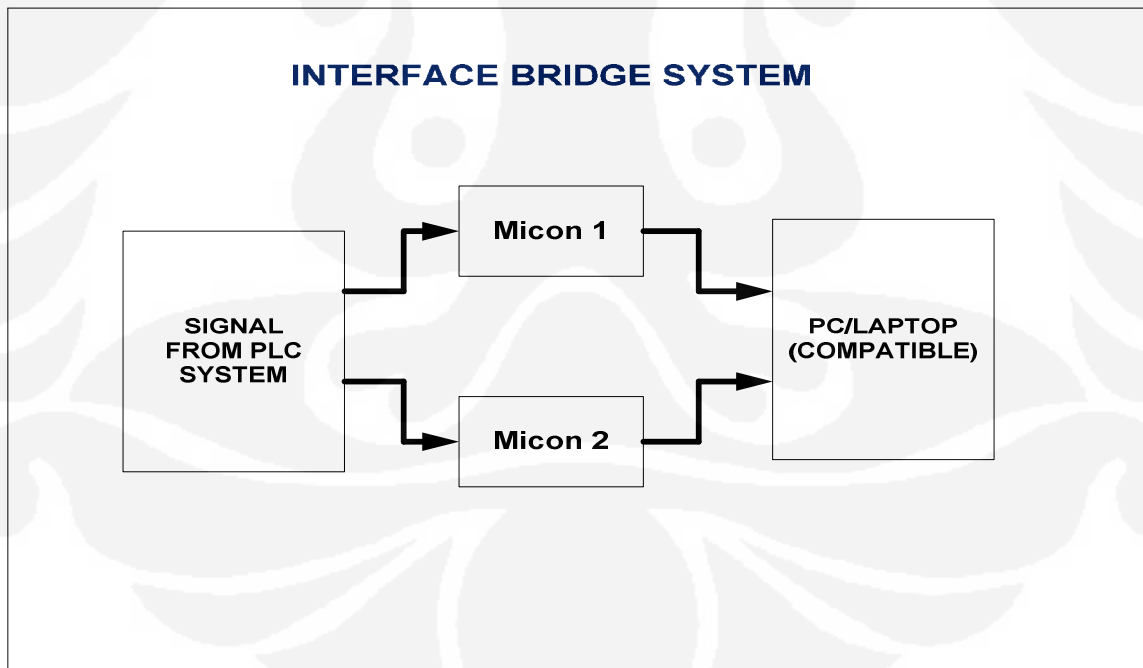 INTERFACE BRIDGE SYSTEM
Micon 1
SIGNAL
FROM PLC
SYSTEM
PC/LAPTOP
(COMPATIBLE)
Micon 2